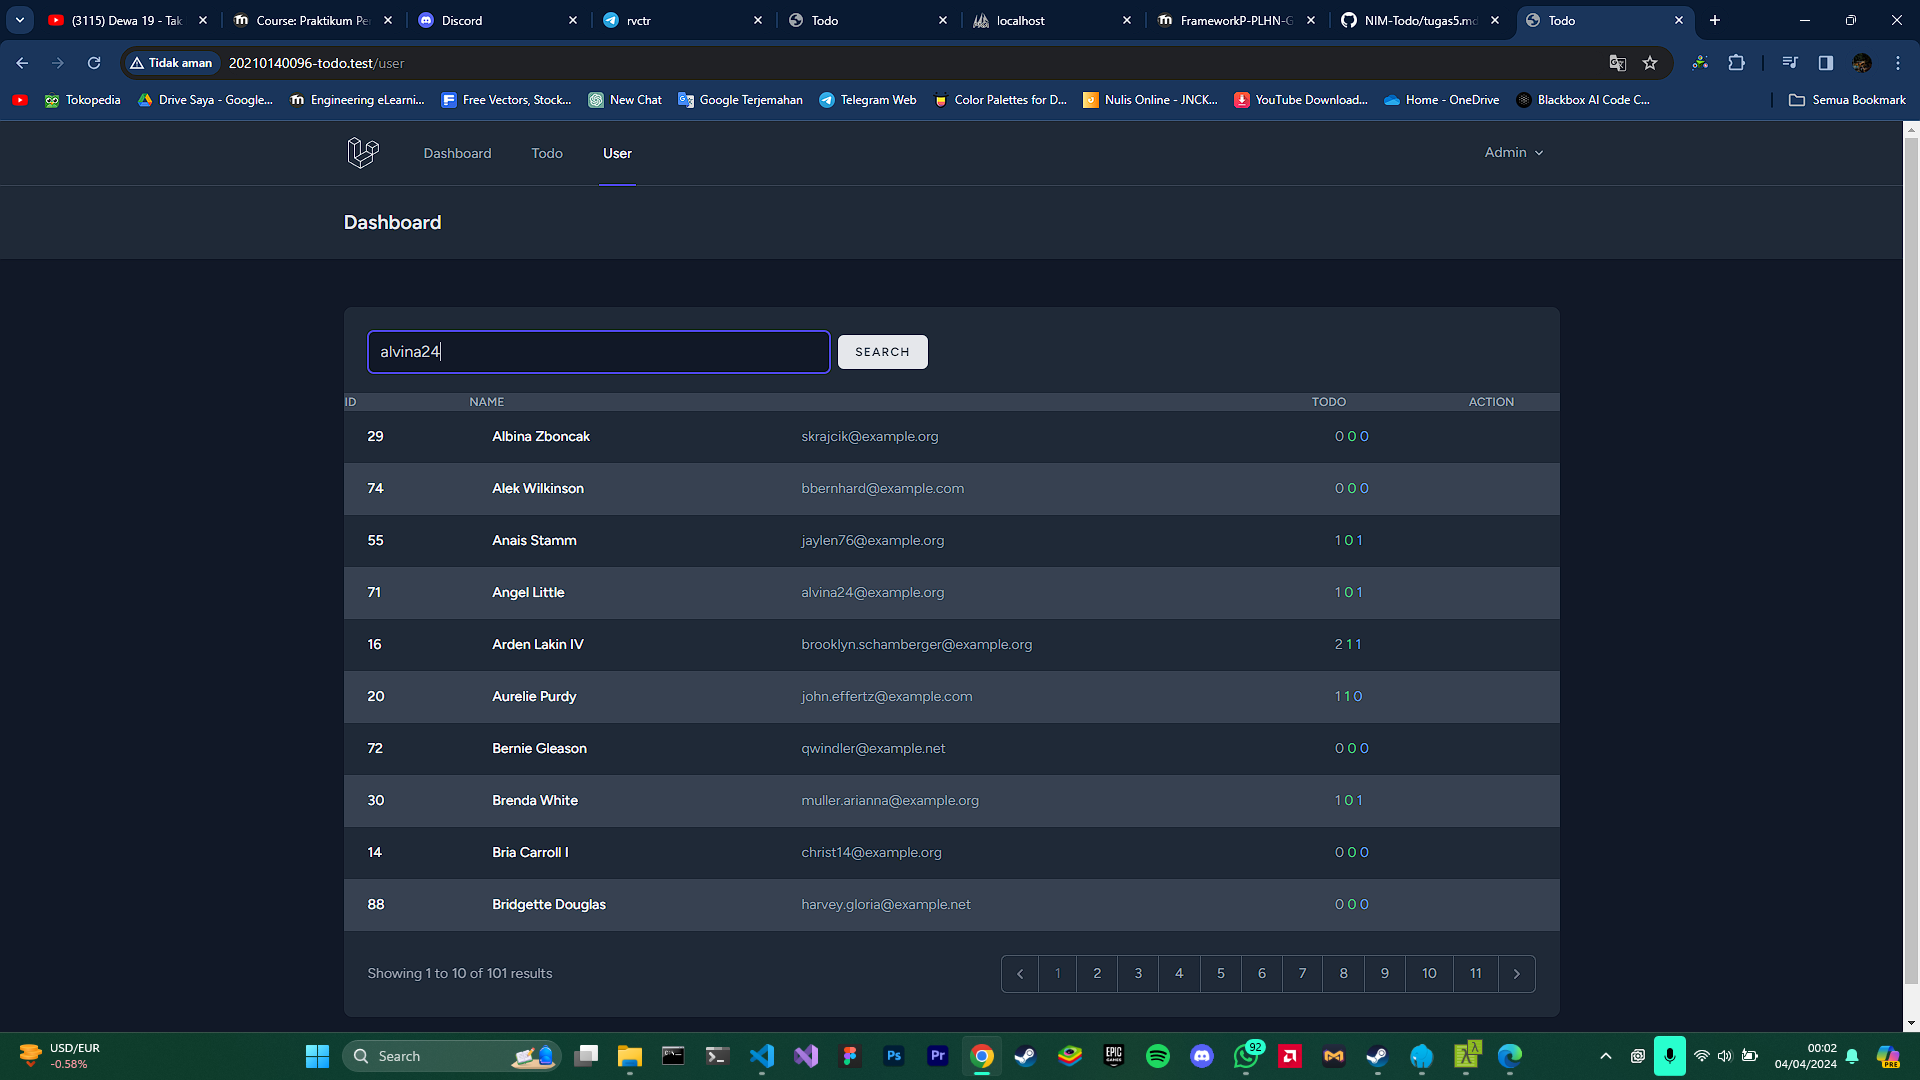 (3115) Dewa 19 - Tak
Course: Praktikum Pe
Discord
rvctr
Todo
localhost
FrameworkP-PLHN-G
NIM-Todo/tugas5.md
Todo
Tidak aman
20210140096-todo.test/user
Tokopedia
Drive Saya - Google...
Engineering eLearni...
Free Vectors, Stock...
New Chat
Google Terjemahan
Telegram Web
Color Palettes for D...
Nulis Online - JNCK...
YouTube Download...
Home - OneDrive
Blackbox AI Code C...
Semua Bookmark
Dashboard
Todo
User
Admin
Dashboard
alvina24
SEARCH
ID NAME TODO ACTION
29 Albina Zboncak skrajcik@example.org 0 0 0
74 Alek Wilkinson bbernhard@example.com 0 0 0
55 Anais Stamm jaylen76@example.org 1 0 1
71 Angel Little alvina24@example.org 1 0 1
16 Arden Lakin IV brooklyn.schamberger@example.org 2 1 1
20 Aurelie Purdy john.effertz@example.com 1 1 0
72 Bernie Gleason qwindler@example.net 0 0 0
30 Brenda White muller.arianna@example.org 1 0 1
14 Bria Carroll I christ14@example.org 0 0 0
88 Bridgette Douglas harvey.gloria@example.net 0 0 0
Showing 1 to 10 of 101 results
1 2 3 4 5 6 7 8 9 10 11
USD/EUR
-0.58%
Search
Ps
Pr
EPIC GAMES
92
00:02
04/04/2024
PRE